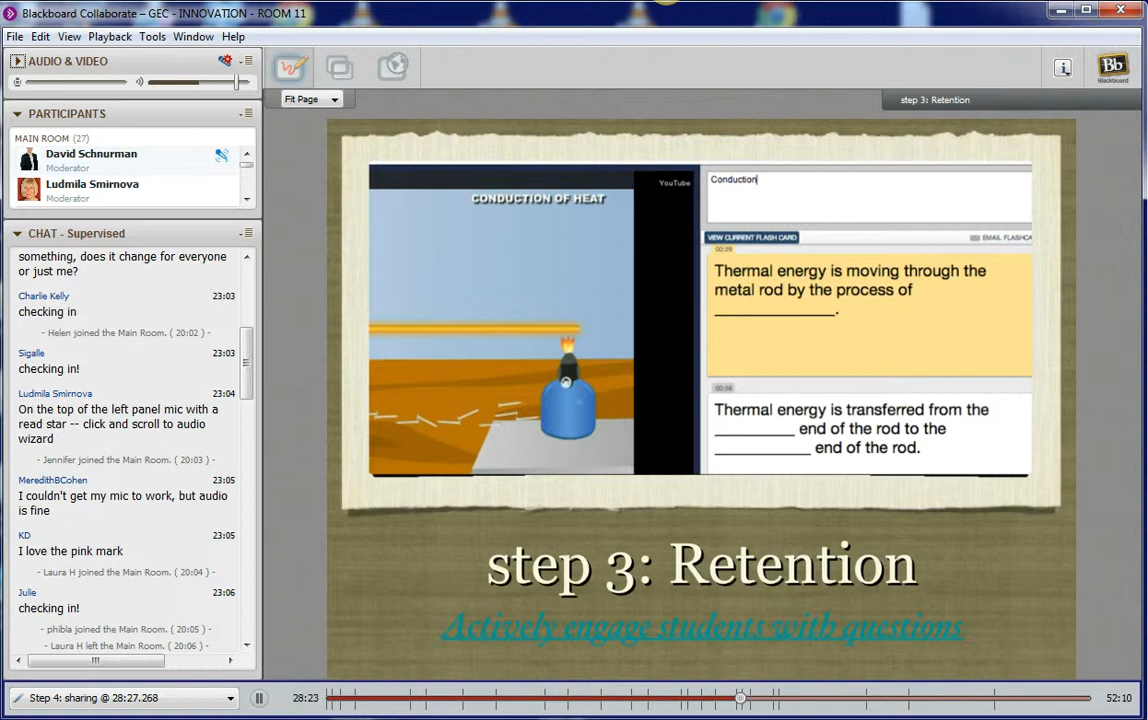 Blackboard Collaborate – GEC - INNOVATION - ROOM 11
File Edit View Playback Tools Window Help
AUDIO & VIDEO
PARTICIPANTS
MAIN ROOM (27)
David Schnurman
Moderator
Ludmila Smirnova
Moderator
CHAT - Supervised
something, does it change for everyone
or just me?
Charlie Kelly 23:03
checking in
- Helen joined the Main Room. ( 20:02 ) -
Sigalle 23:03
checking in!
Ludmila Smirnova 23:04
On the top of the left panel mic with a
read star -- click and scroll to audio
wizard
- Jennifer joined the Main Room. ( 20:03 ) -
MeredithBCohen 23:05
I couldn't get my mic to work, but audio
is fine
KD 23:05
I love the pink mark
- Laura H joined the Main Room. ( 20:04 ) -
Julie 23:06
checking in!
- phibla joined the Main Room. ( 20:05 ) -
- Laura H left the Main Room. ( 20:06 ) -
Step 4: sharing @ 28:27.268
Bb
Blackboard
Fit Page
step 3: Retention
YouTube
CONDUCTION OF HEAT
Conduction
VIEW CURRENT FLASH CARD
EMAIL FLASHCA
00:29
Thermal energy is moving through the
metal rod by the process of
_______________.
00:58
Thermal energy is transferred from the
__________ end of the rod to the
____________ end of the rod.
step 3: Retention
Actively engage students with questions
28:23
52:10